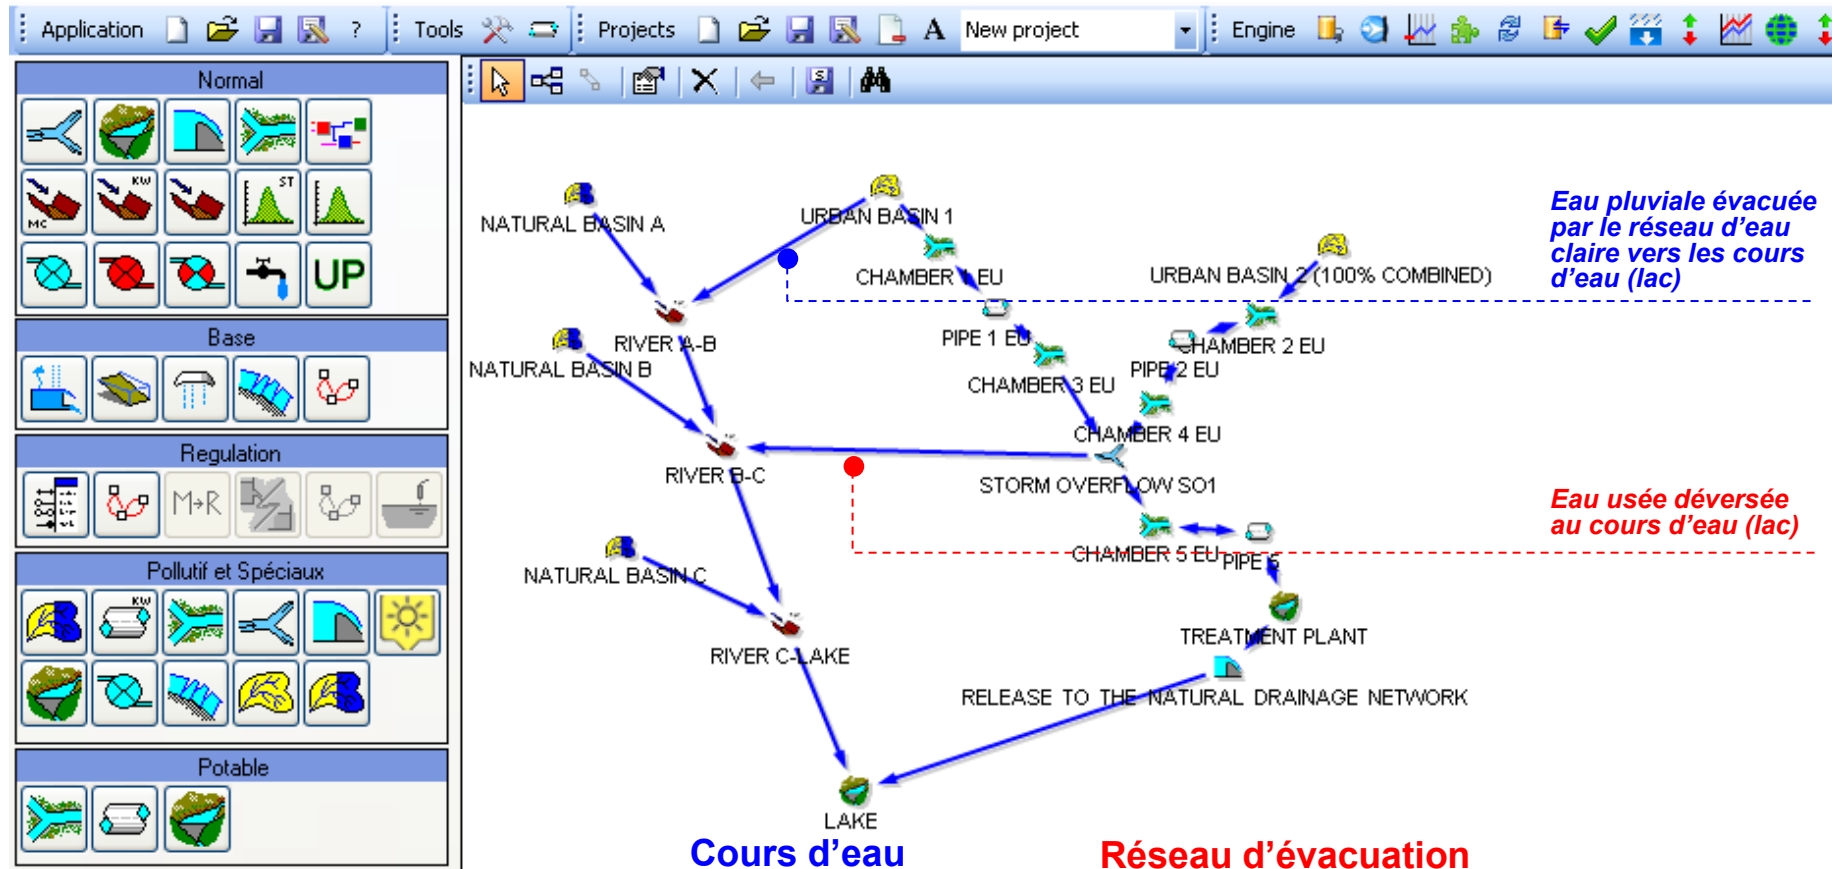 Application ? Tools Projects A New project Engine
Normal
KW ST
MC
UP
Base
Regulation
M→R
Pollutif et Spéciaux
KW
Potable
NATURAL BASIN A
URBAN BASIN 1
CHAMBER 1 EU
URBAN BASIN 2 (100% COMBINED)
RIVER A-B
PIPE 1 EU
CHAMBER 2 EU
NATURAL BASIN B
PIPE 2 EU
CHAMBER 3 EU
CHAMBER 4 EU
RIVER B-C
STORM OVERFLOW SO1
CHAMBER 5 EU
PIPE 5
NATURAL BASIN C
TREATMENT PLANT
RIVER C-LAKE
RELEASE TO THE NATURAL DRAINAGE NETWORK
LAKE
Eau pluviale évacuée
par le réseau d'eau
claire vers les cours
d'eau (lac)
Eau usée déversée
au cours d'eau (lac)
Cours d'eau
Réseau d'évacuation